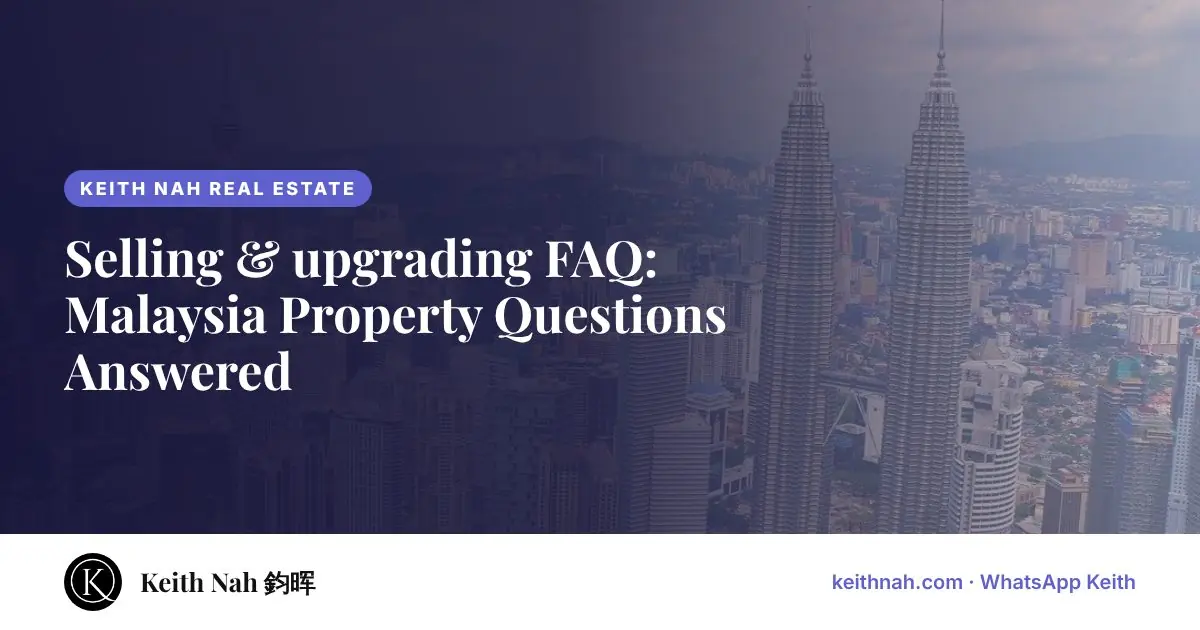 KEITH NAH REAL ESTATE
Selling & upgrading FAQ:
Malaysia Property Questions
Answered
K
Keith Nah 鈞晖
keithnah.com · WhatsApp Keith